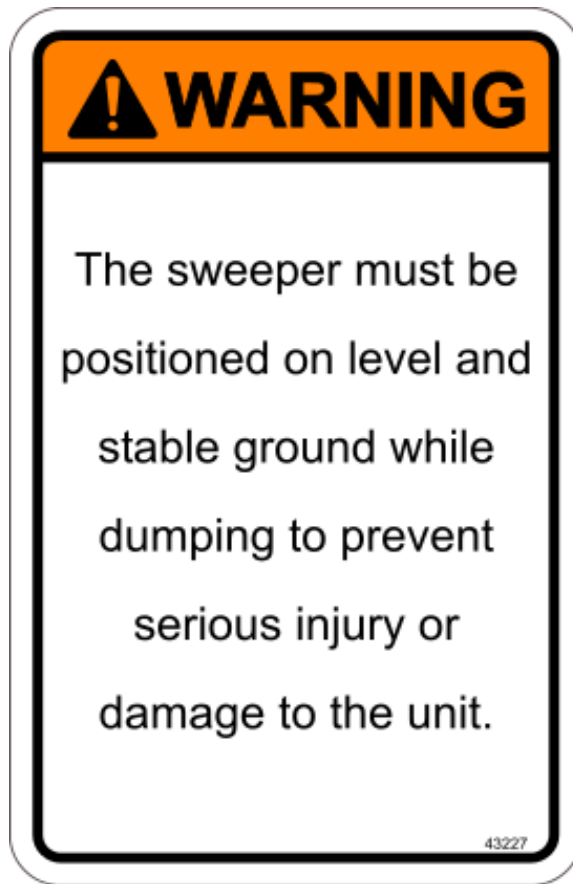 WARNING
The sweeper must be
positioned on level and
stable ground while
dumping to prevent
serious injury or
damage to the unit.
43227